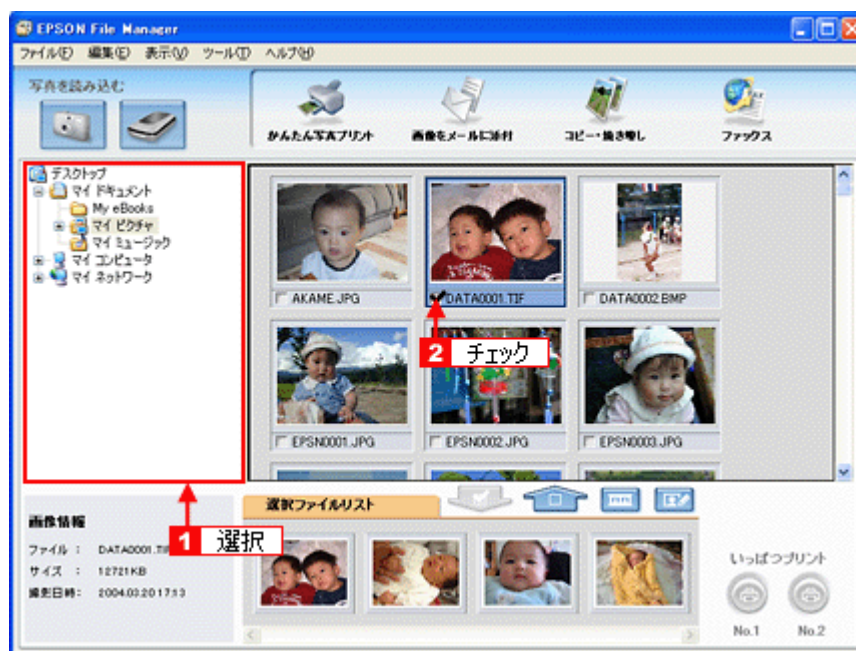 EPSON File Manager
ファイル(F) 編集(E) 表示(V) ツール(T) ヘルプ(H)
写真を読み込む
かんたん写真プリント 画像をメールに添付 コピー・焼き増し ファックス
デスクトップ
マイ ドキュメント
My eBooks
マイ ピクチャ
マイ ミュージック
マイ コンピュータ
マイ ネットワーク
AKAME.JPG DATA0001.TIF DATA0002.BMP
2 チェック
EPSN0001.JPG EPSN0002.JPG EPSN0003.JPG
選択ファイルリスト
1 選択
画像情報
ファイル : DATA0001.TIF
サイズ : 12721KB
撮影日時: 2004.03.20 17:13
いっぱつプリント
No.1 No.2